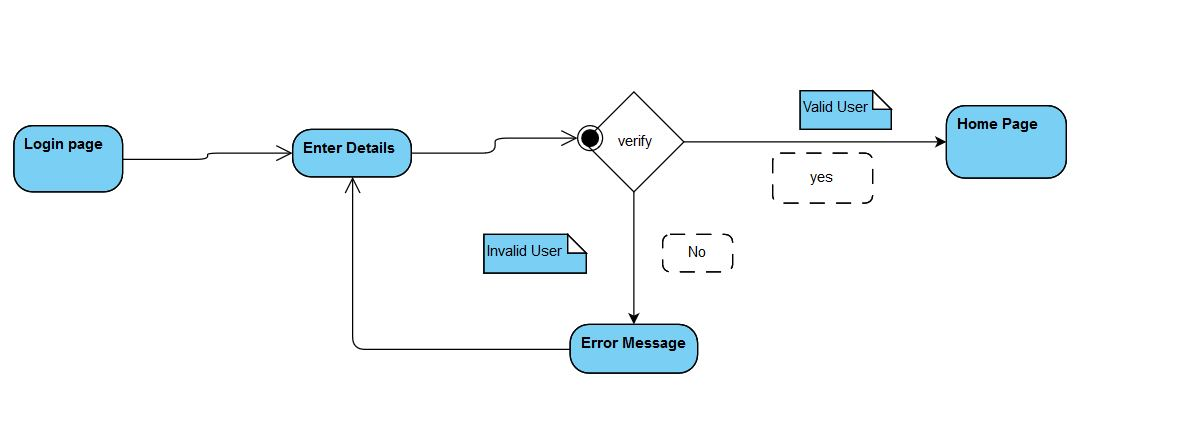 Login page
Enter Details
verify
Valid User
yes
Home Page
Invalid User
No
Error Message